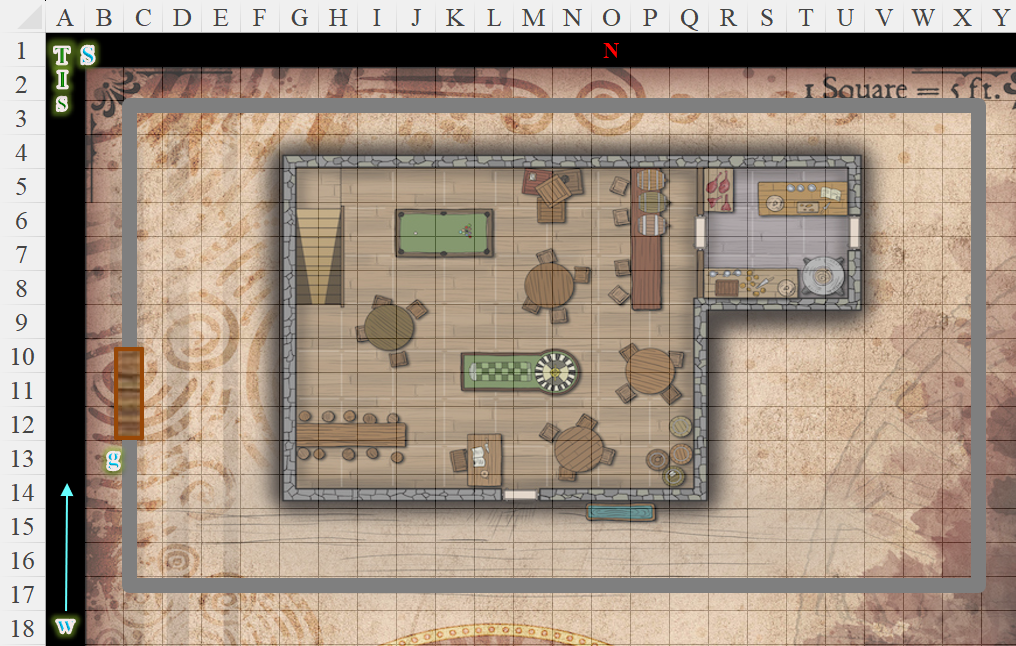 A B C D E F G H I J K L M N O P Q R S T U V W X Y
1 T S N
2 I 1 Square = 5 ft.
3 S
4
5
6
7
8
9
10
11
12
13 g
14
15
16
17
18 W